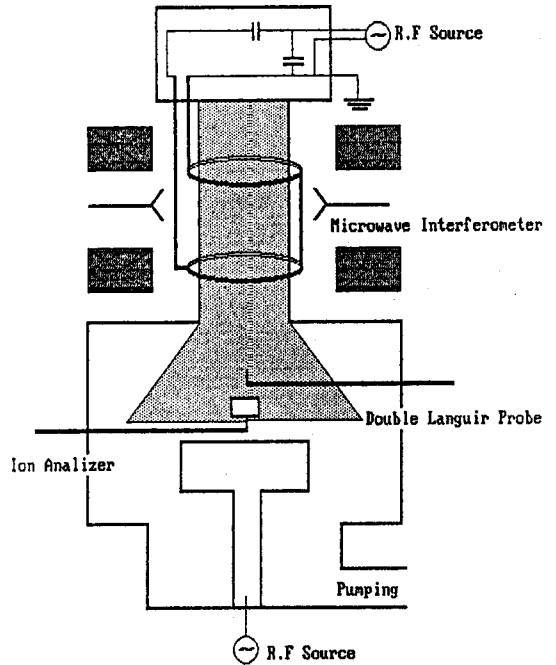 R.F Source
Microwave Interferometer
Double Languir Probe
Ion Analizer
Pumping
R.F Source